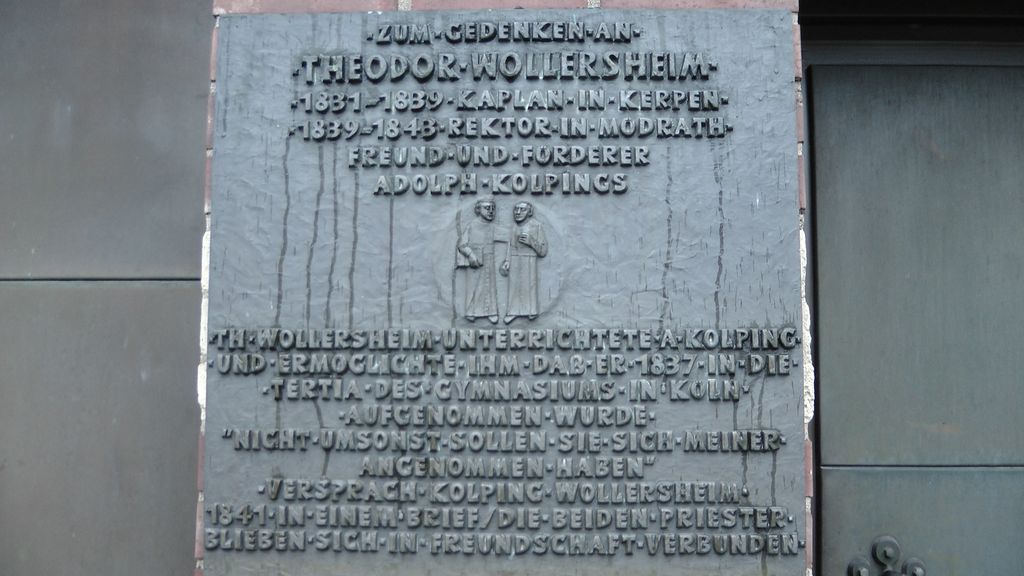 ·ZUM·GEDENKEN·AN·
·THEODOR·WOLLERSHEIM·
·1831-1839·KAPLAN·IN·KERPEN·
·1839-1843·REKTOR·IN·MÖDRATH·
FREUND·UND·FÖRDERER
ADOLPH·KOLPINGS
·TH·WOLLERSHEIM·UNTERRICHTETE·A·KOLPING·
·UND·ERMÖGLICHTE·IHM·DAß·ER·1837·IN·DIE·
·TERTIA·DES·GYMNASIUMS·IN·KÖLN·
·AUFGENOMMEN·WURDE·
"NICHT·UMSONST·SOLLEN·SIE·SICH·MEINER·
ANGENOMMEN·HABEN"
·VERSPRACH·KOLPING·WOLLERSHEIM·
1841·IN·EINEM·BRIEF/DIE·BEIDEN·PRIESTER·
BLIEBEN·SICH·IN·FREUNDSCHAFT·VERBUNDEN·